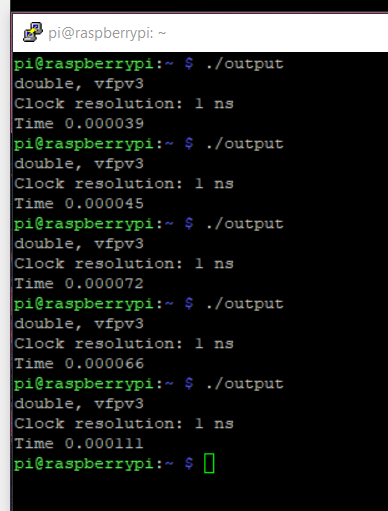 pi@raspberrypi: ~
pi@raspberrypi:~ $ ./output
double, vfpv3
Clock resolution: 1 ns
Time 0.000039
pi@raspberrypi:~ $ ./output
double, vfpv3
Clock resolution: 1 ns
Time 0.000045
pi@raspberrypi:~ $ ./output
double, vfpv3
Clock resolution: 1 ns
Time 0.000072
pi@raspberrypi:~ $ ./output
double, vfpv3
Clock resolution: 1 ns
Time 0.000066
pi@raspberrypi:~ $ ./output
double, vfpv3
Clock resolution: 1 ns
Time 0.000111
pi@raspberrypi:~ $